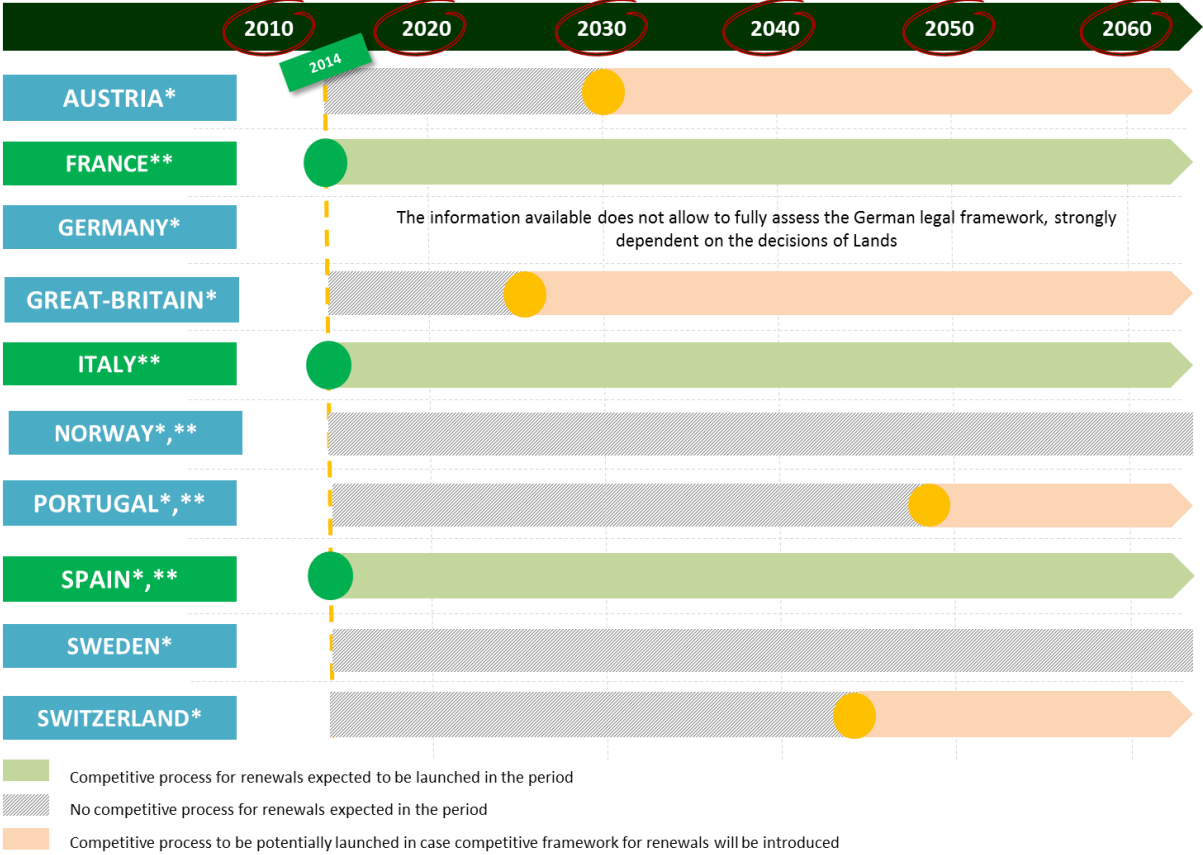 2010 2020 2030 2040 2050 2060
2014
AUSTRIA*
FRANCE**
GERMANY*
The information available does not allow to fully assess the German legal framework, strongly
dependent on the decisions of Lands
GREAT-BRITAIN*
ITALY**
NORWAY*,**
PORTUGAL*,**
SPAIN*,**
SWEDEN*
SWITZERLAND*
Competitive process for renewals expected to be launched in the period
No competitive process for renewals expected in the period
Competitive process to be potentially launched in case competitive framework for renewals will be introduced